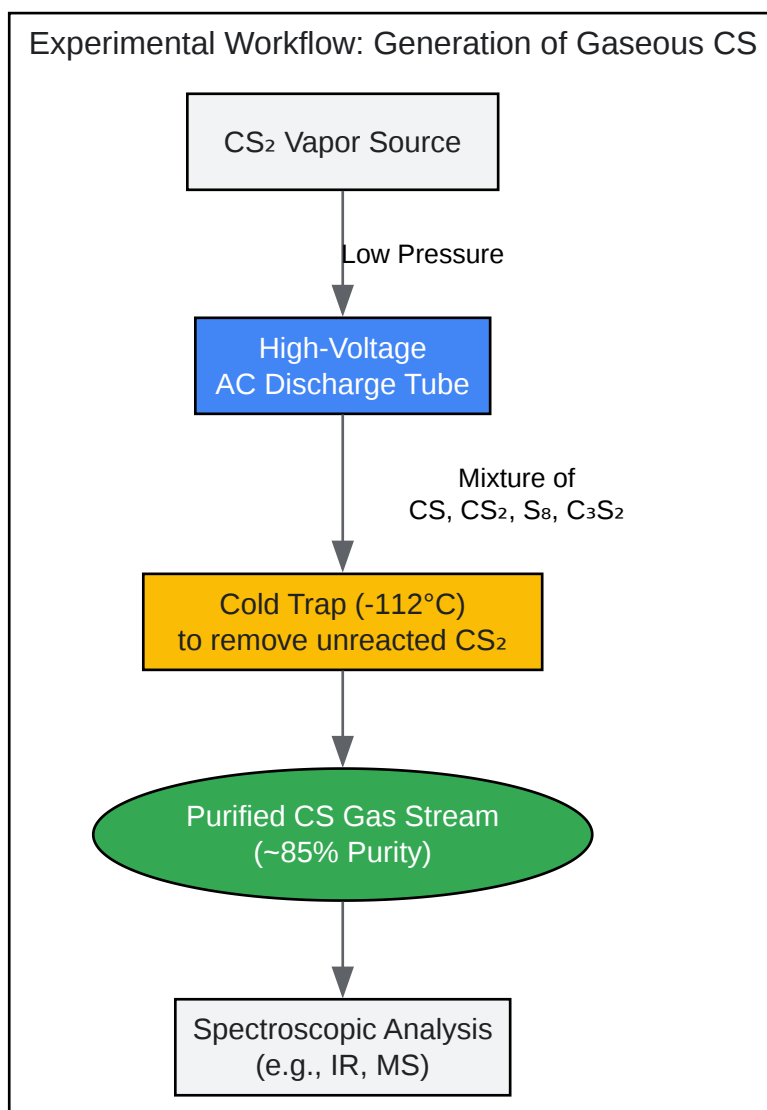 Experimental Workflow: Generation of Gaseous CS
CS₂ Vapor Source
Low Pressure
High-Voltage
AC Discharge Tube
Mixture of
CS, CS₂, S₈, C₃S₂
Cold Trap (-112°C)
to remove unreacted CS₂
Purified CS Gas Stream
(~85% Purity)
Spectroscopic Analysis
(e.g., IR, MS)